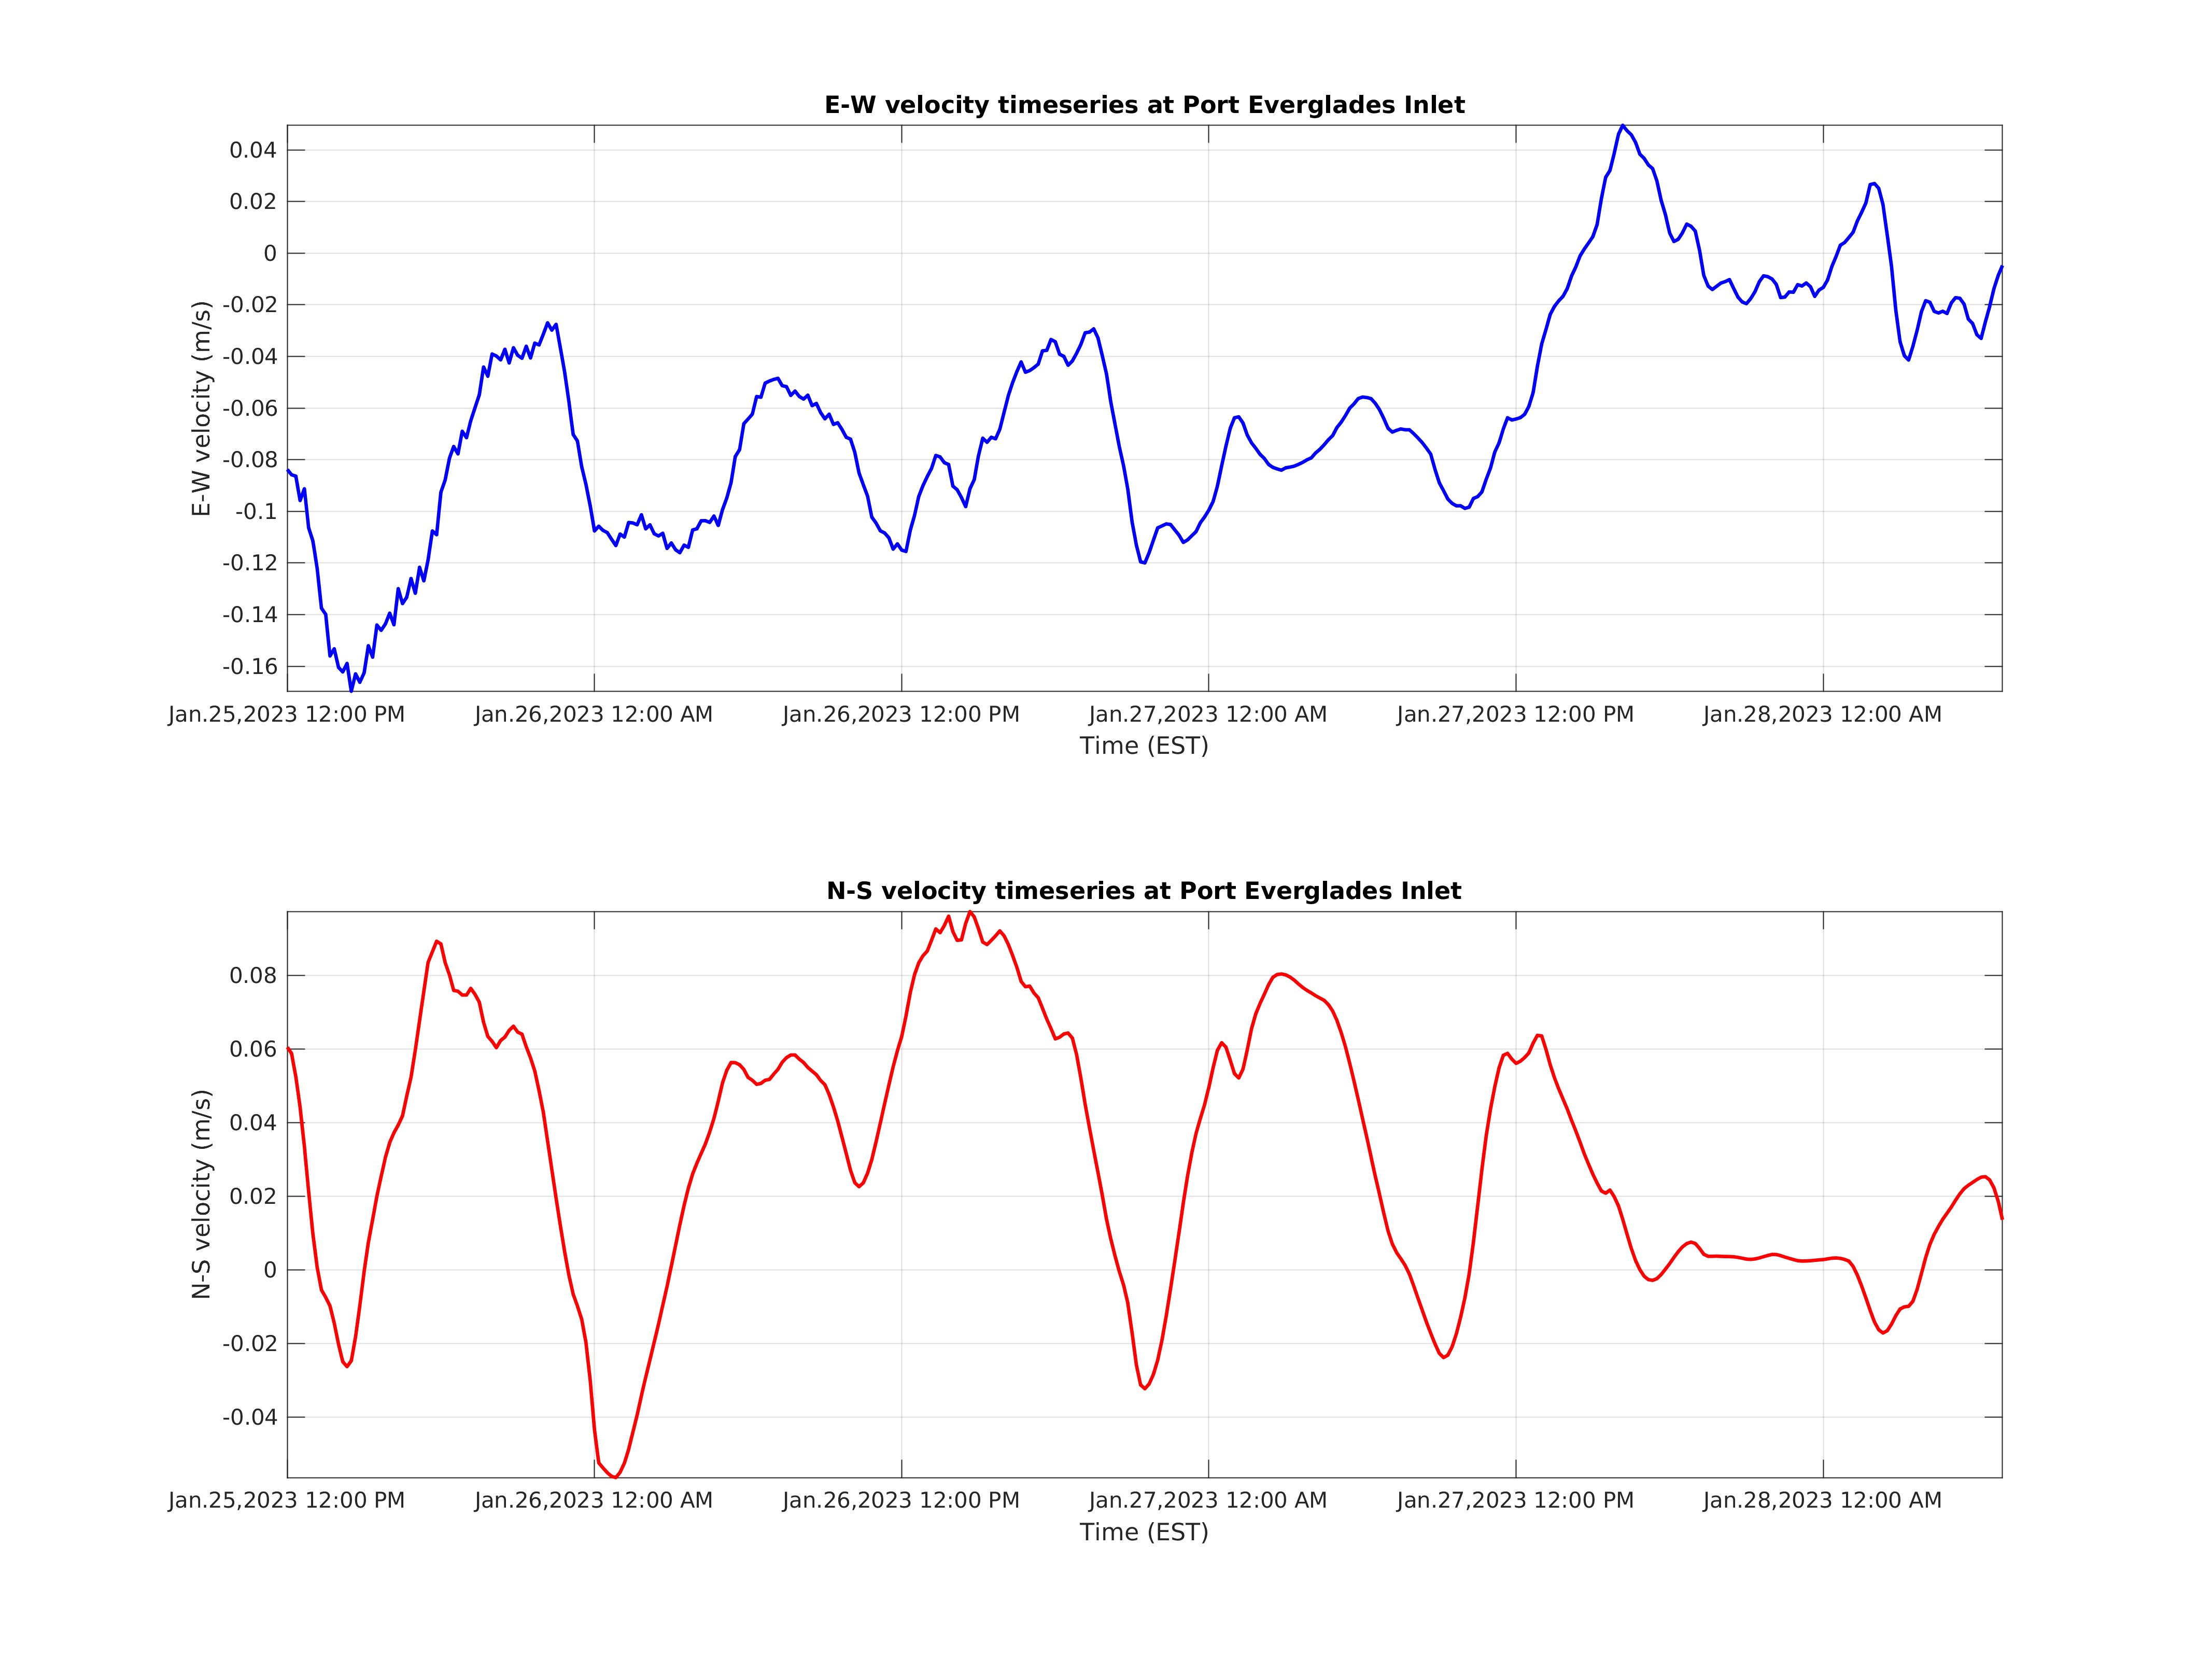 E-W velocity timeseries at Port Everglades Inlet
0.04
0.02
0
-0.02
-0.04
-0.06
-0.08
-0.1
-0.12
-0.14
-0.16
E-W velocity (m/s)
Jan.25,2023 12:00 PM Jan.26,2023 12:00 AM Jan.26,2023 12:00 PM Jan.27,2023 12:00 AM Jan.27,2023 12:00 PM Jan.28,2023 12:00 AM
Time (EST)
N-S velocity timeseries at Port Everglades Inlet
0.08
0.06
0.04
0.02
0
-0.02
-0.04
N-S velocity (m/s)
Jan.25,2023 12:00 PM Jan.26,2023 12:00 AM Jan.26,2023 12:00 PM Jan.27,2023 12:00 AM Jan.27,2023 12:00 PM Jan.28,2023 12:00 AM
Time (EST)